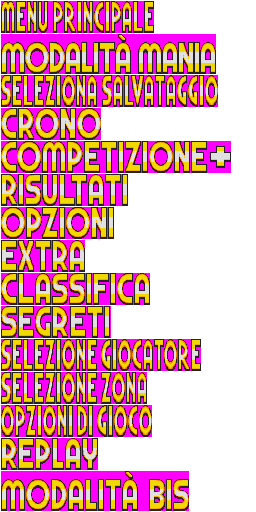 MENU PRINCIPALE
MODALITÀ MANIA
SELEZIONA SALVATAGGIO
CRONO
COMPETIZIONE+
RISULTATI
OPZIONI
EXTRA
CLASSIFICA
SEGRETI
SELEZIONE GIOCATORE
SELEZIONE ZONA
OPZIONI DI GIOCO
REPLAY
MODALITÀ BIS